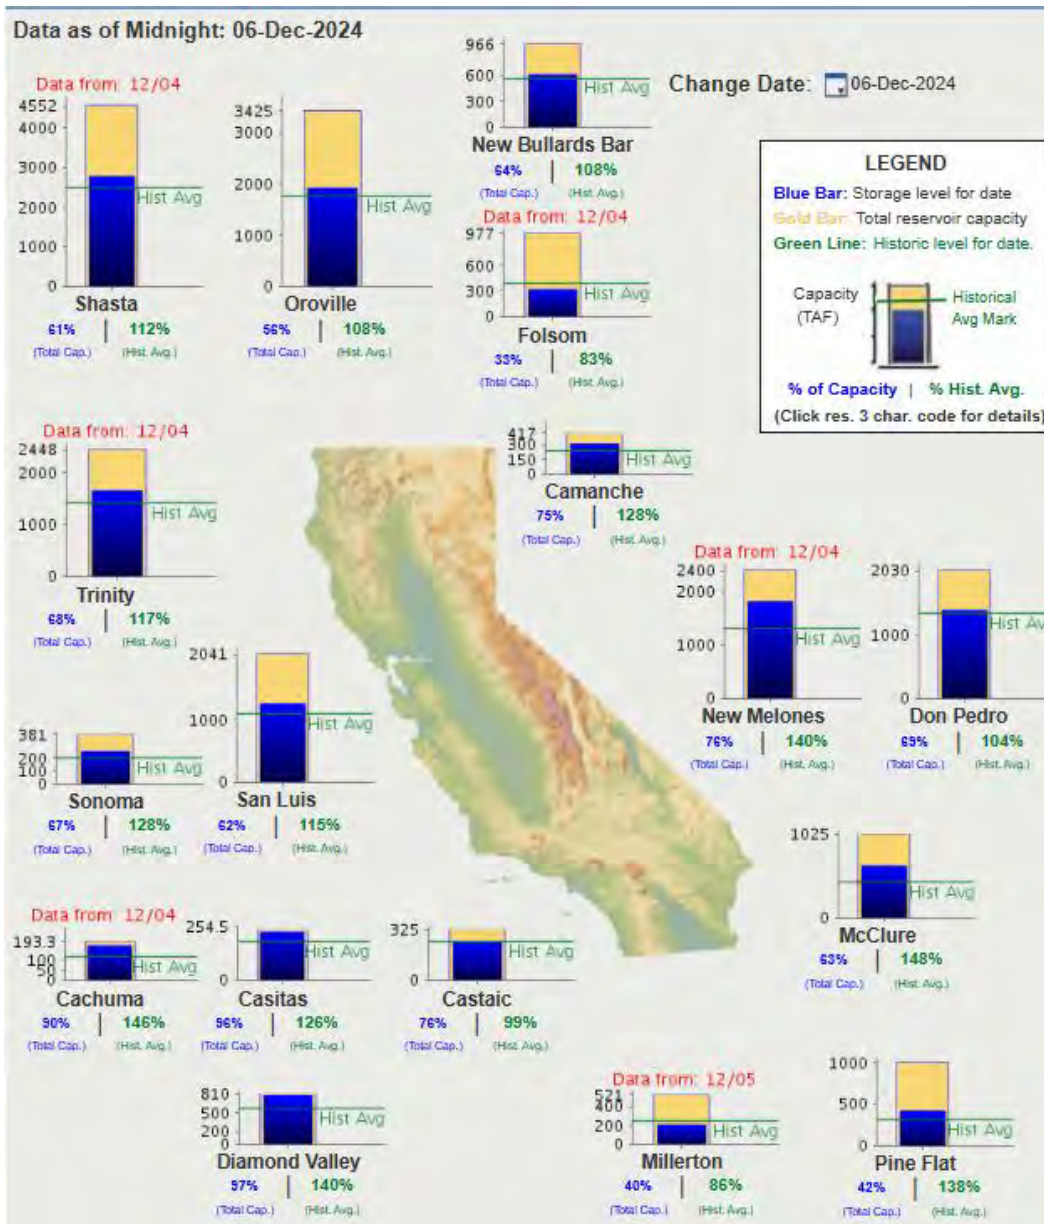 Data as of Midnight: 06-Dec-2024
Change Date: 06-Dec-2024
Data from: 12/04
4552
4000
3000
2000
1000
0
Hist Avg
Shasta
61% | 112%
(Total Cap.) (Hist. Avg.)
3425
3000
2000
1000
0
Hist Avg
Oroville
56% | 108%
(Total Cap.) (Hist. Avg.)
966
600
300
0
Hist Avg
New Bullards Bar
64% | 108%
(Total Cap.) (Hist. Avg.)
Data from: 12/04
977
600
300
0
Hist Avg
Folsom
33% | 83%
(Total Cap.) (Hist. Avg.)
LEGEND
Blue Bar: Storage level for date
Gold Bar: Total reservoir capacity
Green Line: Historic level for date.
Capacity
(TAF)
Historical
Avg Mark
% of Capacity | % Hist. Avg.
(Click res. 3 char. code for details)
Data from: 12/04
2448
2000
1000
0
Hist Avg
Trinity
68% | 117%
(Total Cap.) (Hist. Avg.)
417
300
150
0
Hist Avg
Camanche
75% | 128%
(Total Cap.) (Hist. Avg.)
Data from: 12/04
2400
2000
1000
0
Hist Avg
New Melones
76% | 140%
(Total Cap.) (Hist. Avg.)
2030
1000
0
Hist Av
Don Pedro
69% | 104%
(Total Cap.) (Hist. Avg.)
381
200
100
0
Hist Avg
Sonoma
67% | 128%
(Total Cap.) (Hist. Avg.)
2041
1000
0
Hist Avg
San Luis
62% | 115%
(Total Cap.) (Hist. Avg.)
1025
0
Hist Avg
McClure
63% | 148%
(Total Cap.) (Hist. Avg.)
Data from: 12/04
193.3
100
50
0
Hist Avg
Cachuma
90% | 146%
(Total Cap.) (Hist. Avg.)
254.5
0
Hist Avg
Casitas
96% | 126%
(Total Cap.) (Hist. Avg.)
325
0
Hist Avg
Castaic
76% | 99%
(Total Cap.) (Hist. Avg.)
810
500
200
0
Hist Avg
Diamond Valley
97% | 140%
(Total Cap.) (Hist. Avg.)
Data from: 12/05
521
400
200
0
Hist Avg
Millerton
40% | 86%
(Total Cap.) (Hist. Avg.)
1000
500
0
Hist Avg
Pine Flat
42% | 138%
(Total Cap.) (Hist. Avg.)